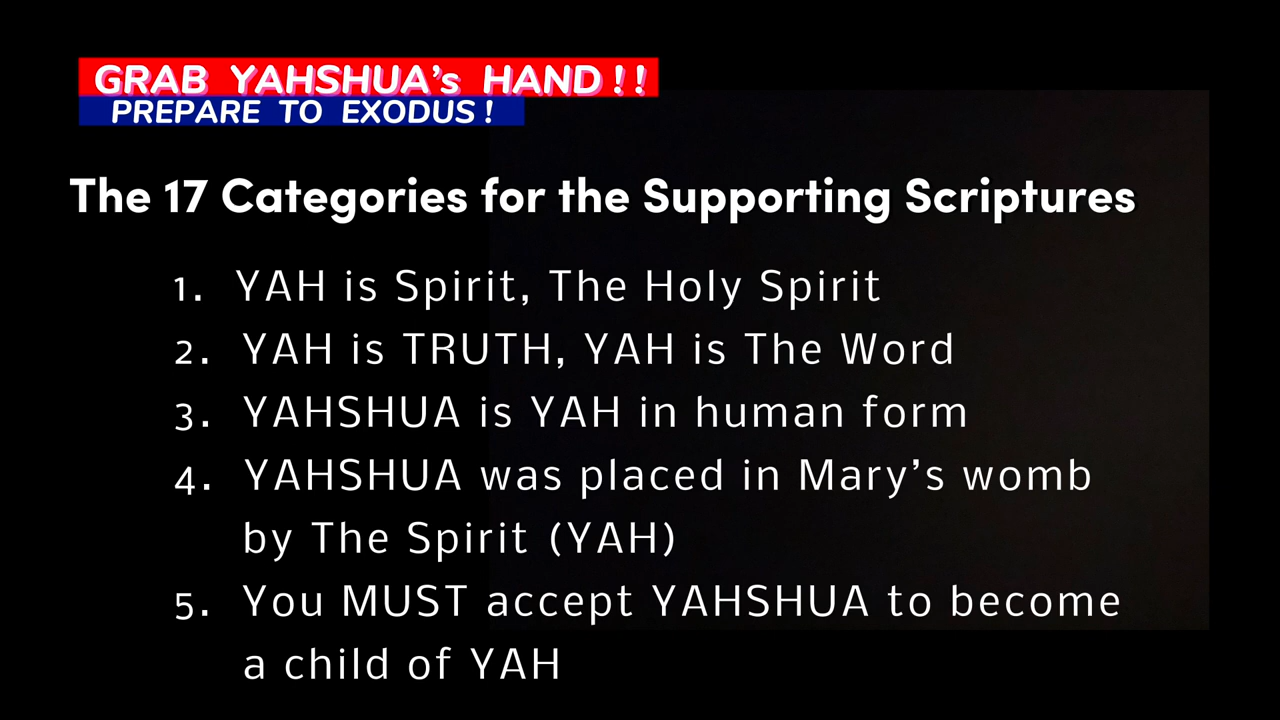 GRAB YAHSHUA's HAND !!
PREPARE TO EXODUS !
The 17 Categories for the Supporting Scriptures
1. YAH is Spirit, The Holy Spirit
2. YAH is TRUTH, YAH is The Word
3. YAHSHUA is YAH in human form
4. YAHSHUA was placed in Mary's womb
by The Spirit (YAH)
5. You MUST accept YAHSHUA to become
a child of YAH